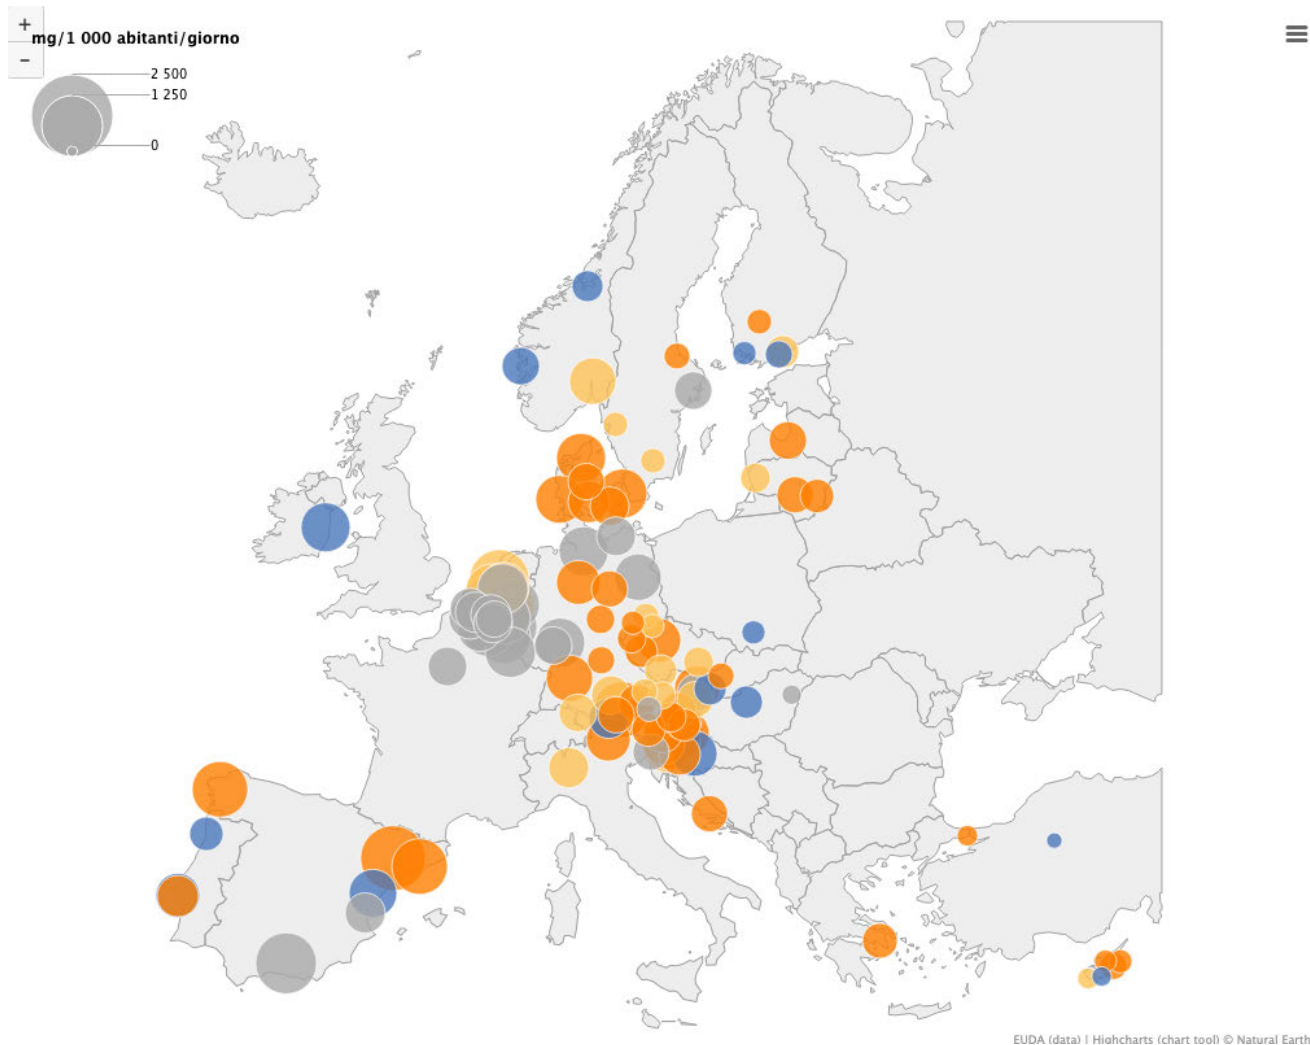 +
mg/1 000 abitanti/giorno
−
2 500
1 250
0
EUDA (data) | Highcharts (chart tool) © Natural Earth